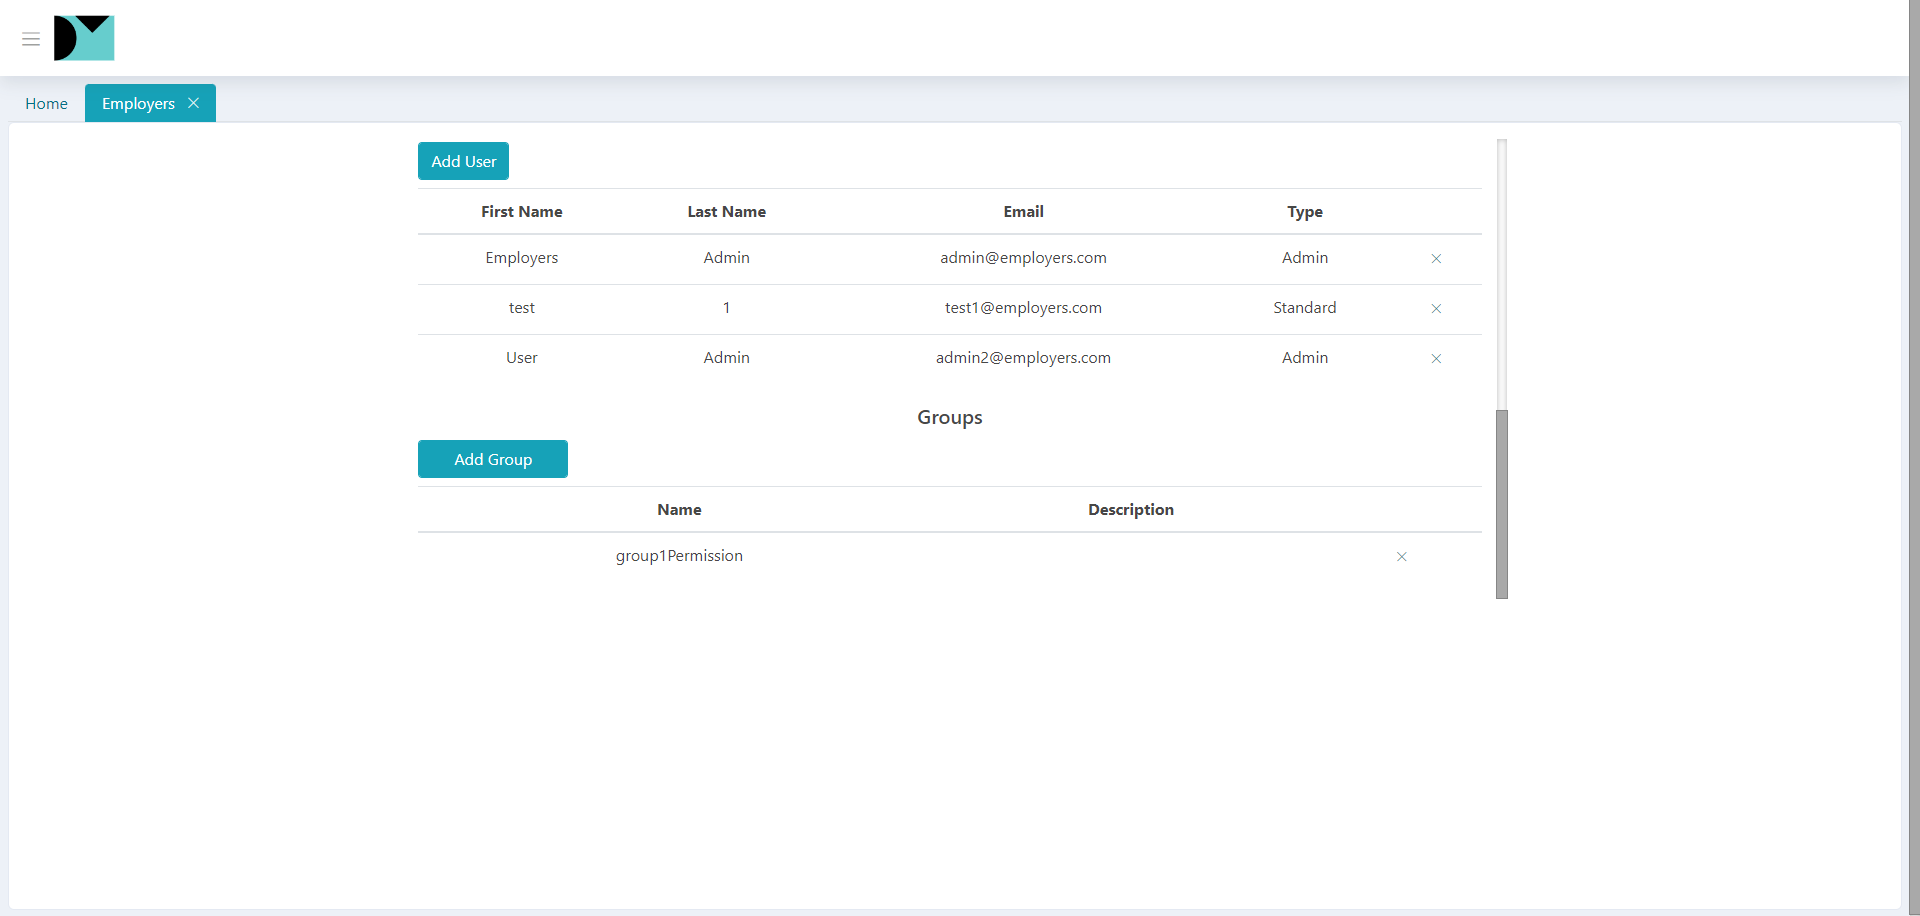 Home Employers
Add User
First Name Last Name Email Type
Employers Admin admin@employers.com Admin
test 1 test1@employers.com Standard
User Admin admin2@employers.com Admin
Groups
Add Group
Name Description
group1Permission